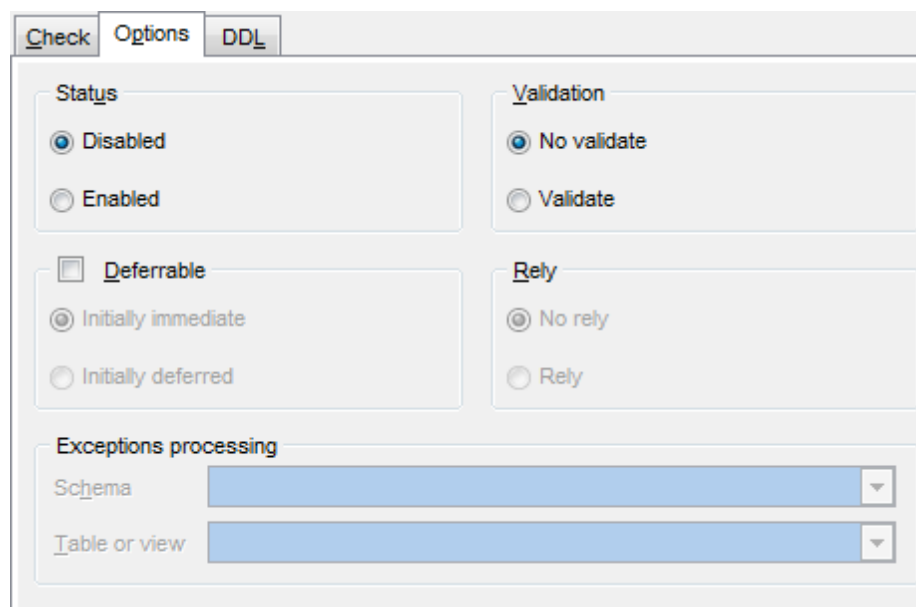 Check Options DDL
Status
Disabled
Enabled
Validation
No validate
Validate
Deferrable
Initially immediate
Initially deferred
Rely
No rely
Rely
Exceptions processing
Schema
Table or view